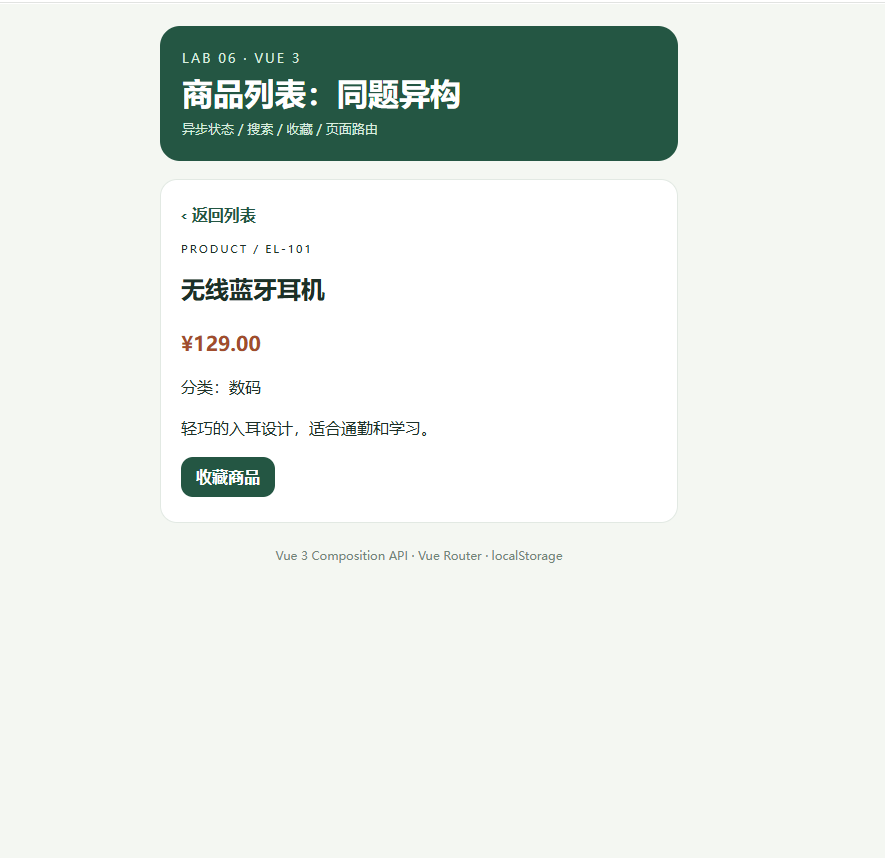 LAB 06 · VUE 3
商品列表：同题异构
异步状态 / 搜索 / 收藏 / 页面路由
‹ 返回列表
PRODUCT / EL-101
无线蓝牙耳机
¥129.00
分类：数码
轻巧的入耳设计，适合通勤和学习。
收藏商品
Vue 3 Composition API · Vue Router · localStorage